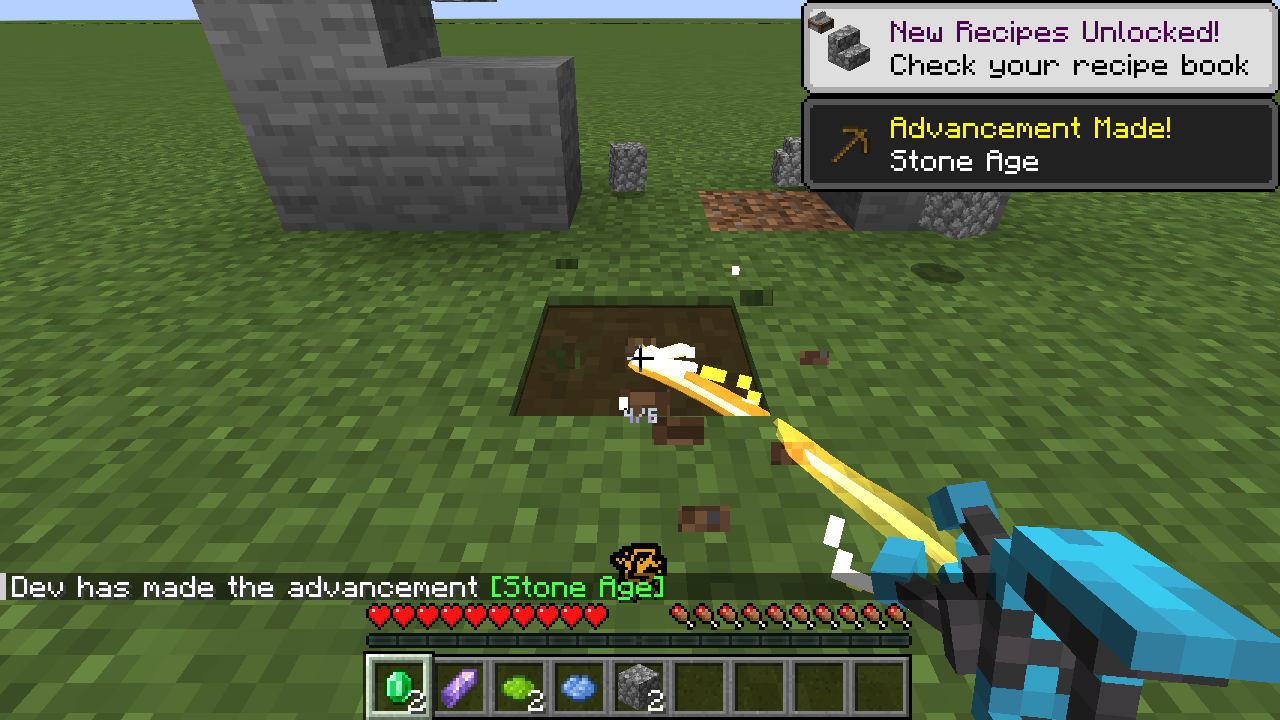 New Recipes Unlocked!
Check your recipe book
Advancement Made!
Stone Age
4/6
Dev has made the advancement [Stone Age]
2
2
2